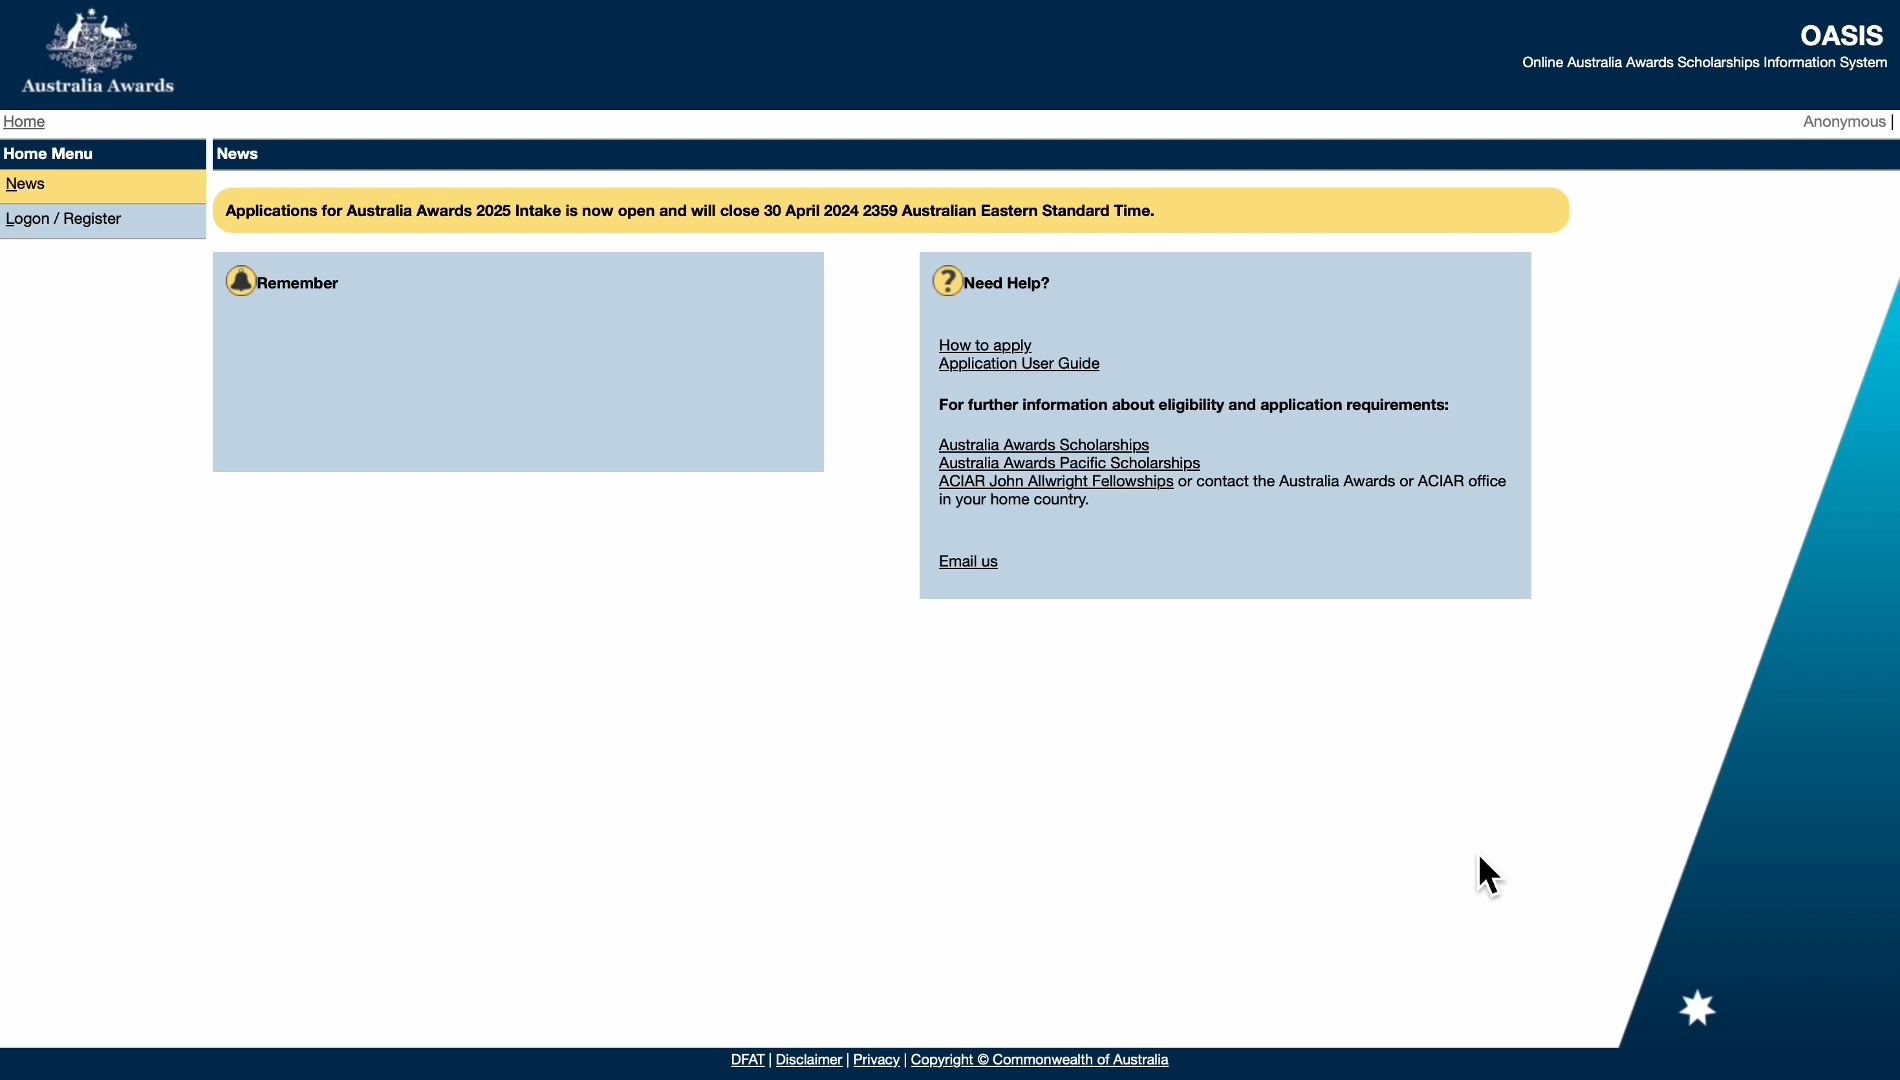 Australia Awards
OASIS
Online Australia Awards Scholarships Information System
Home
Anonymous |
Home Menu
News
Logon / Register
News
Applications for Australia Awards 2025 Intake is now open and will close 30 April 2024 2359 Australian Eastern Standard Time.
Remember
?
Need Help?
How to apply
Application User Guide
For further information about eligibility and application requirements:
Australia Awards Scholarships
Australia Awards Pacific Scholarships
ACIAR John Allwright Fellowships or contact the Australia Awards or ACIAR office
in your home country.
Email us
DFAT | Disclaimer | Privacy | Copyright © Commonwealth of Australia